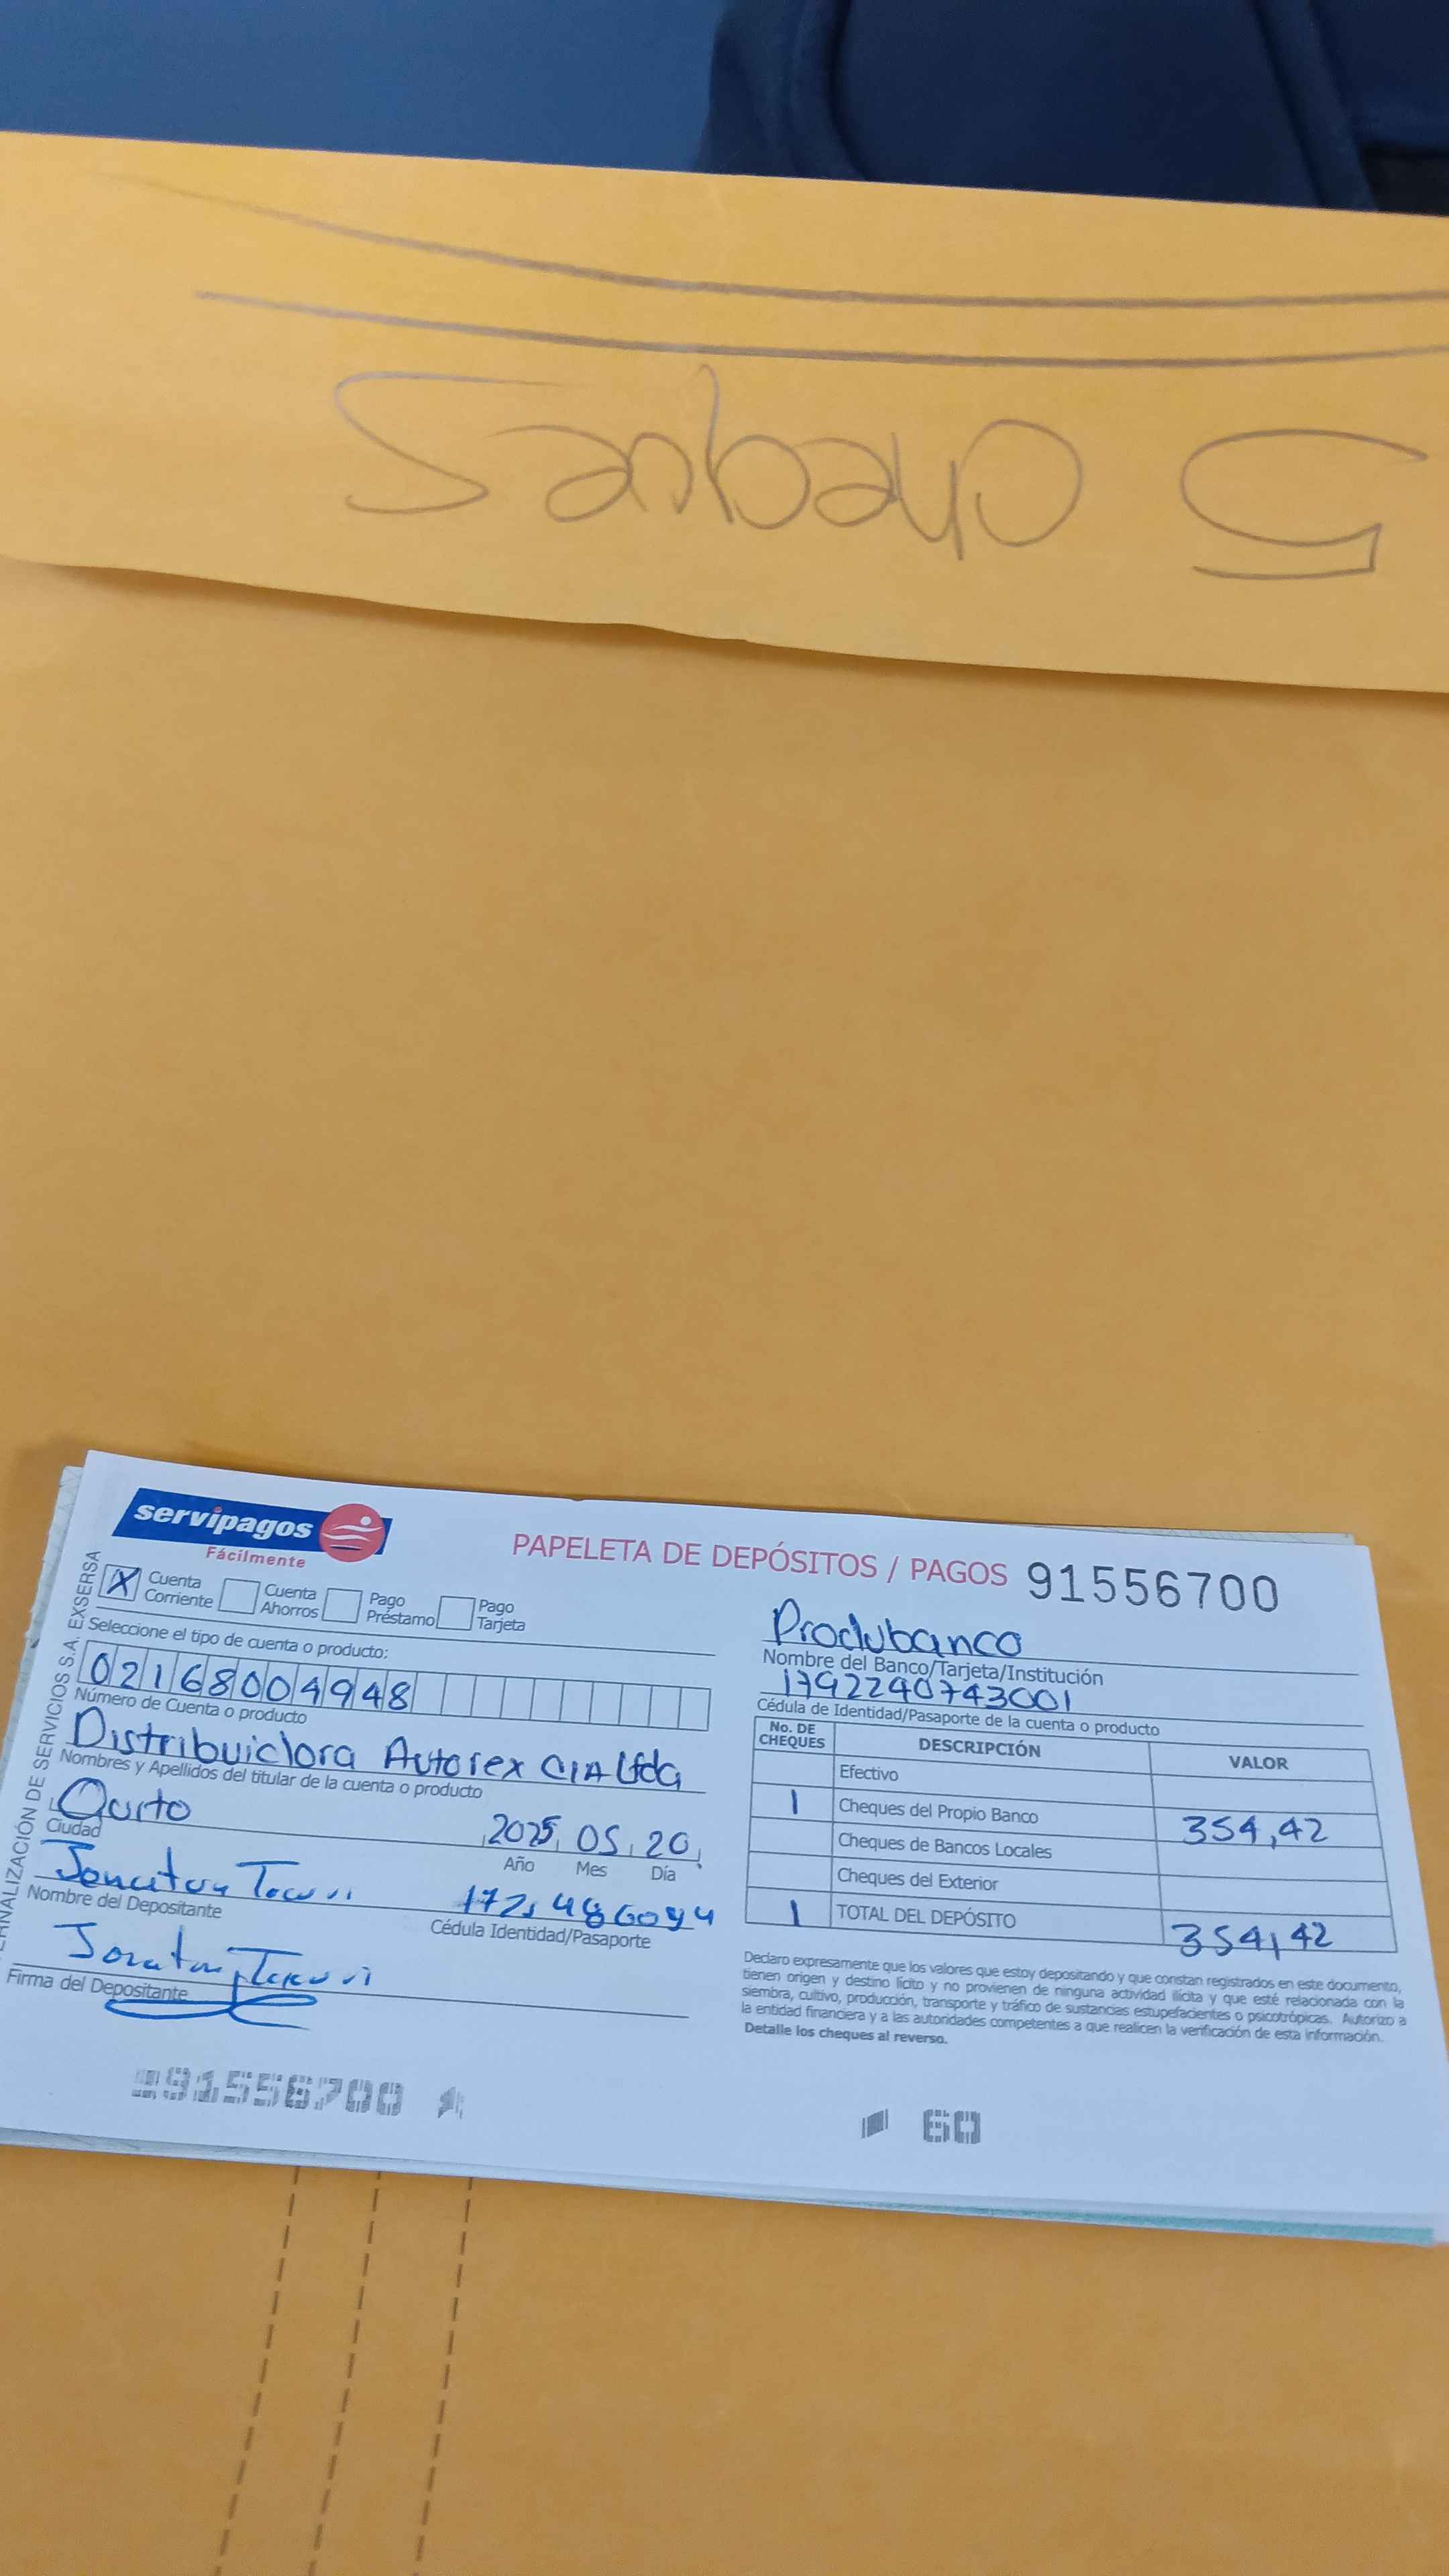 Sanbayo G
servipagos
Fácilmente
PAPELETA DE DEPÓSITOS / PAGOS 91556700
X Cuenta Corriente Cuenta Ahorros Pago Préstamo Pago Tarjeta
Seleccione el tipo de cuenta o producto:
02168004948
Número de Cuenta o producto
Distribuidora Autorex CIA Ltda
Nombres y Apellidos del titular de la cuenta o producto
Quito
Ciudad
2025 05 20
Año Mes Día
Nombre del Depositante
Cédula Identidad/Pasaporte
Firma del Depositante
Produbanco
Nombre del Banco/Tarjeta/Institución
1792240743001
Cédula de Identidad/Pasaporte de la cuenta o producto
No. DE CHEQUES DESCRIPCIÓN VALOR
Efectivo
1 Cheques del Propio Banco 354,42
Cheques de Bancos Locales
Cheques del Exterior
1 TOTAL DEL DEPÓSITO 354,42
Declaro expresamente que los valores que estoy depositando y que constan registrados en este documento,
tienen origen y destino lícito y no provienen de ninguna actividad ilícita y que esté relacionada con la
siembra, cultivo, producción, transporte y tráfico de sustancias estupefacientes o psicotrópicas. Autorizo a
la entidad financiera y a las autoridades competentes a que realicen la verificación de esta información.
Detalle los cheques al reverso.
91556700
60
SERVICIOS S.A. EXSERSA